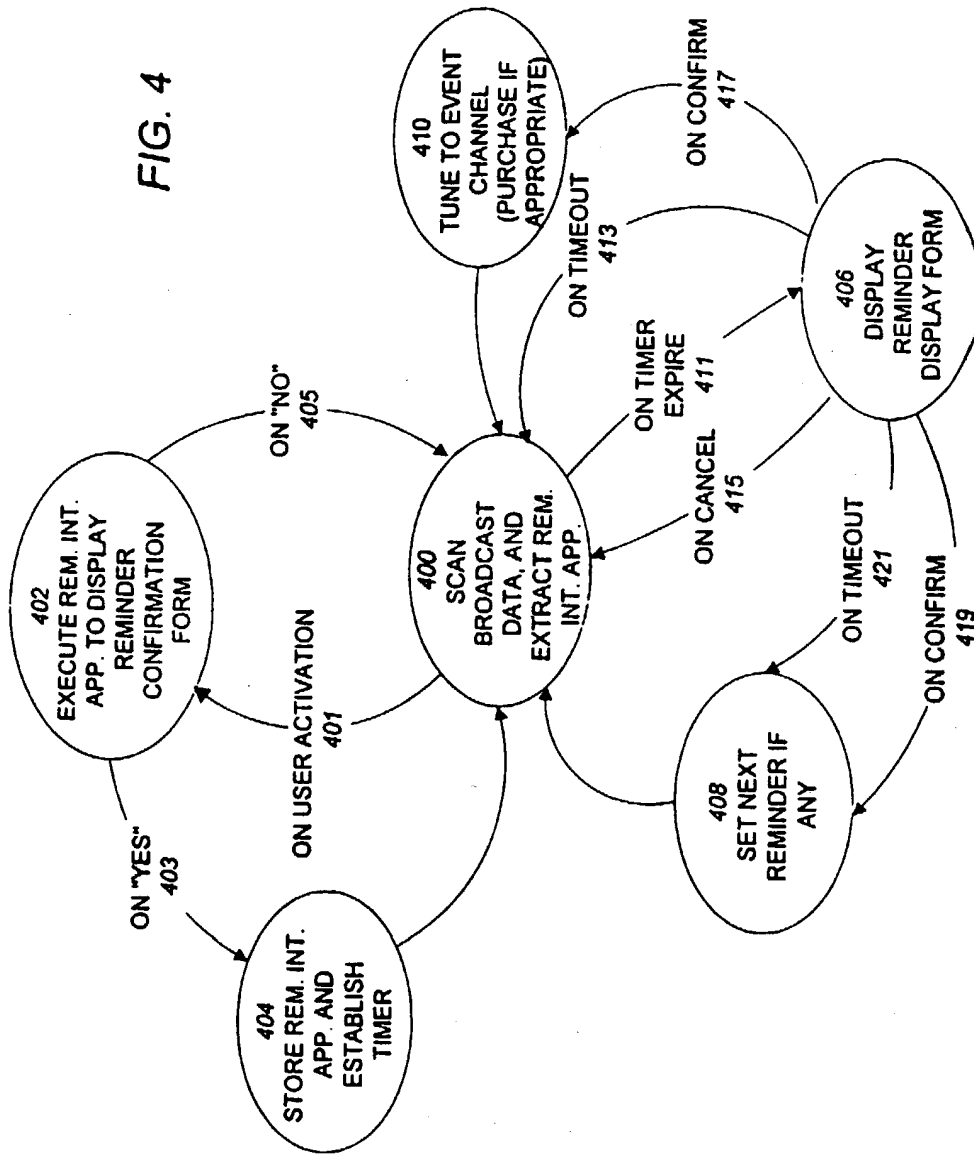 FIG. 4
402
EXECUTE REM. INT.
APP. TO DISPLAY
REMINDER
CONFIRMATION
FORM
ON "YES"
403
ON "NO"
405
404
STORE REM. INT.
APP. AND
ESTABLISH
TIMER
ON USER ACTIVATION
401
400
SCAN
BROADCAST
DATA, AND
EXTRACT REM.
INT. APP.
410
TUNE TO EVENT
CHANNEL
(PURCHASE IF
APPROPRIATE)
ON TIMER
EXPIRE
411
ON TIMEOUT
413
ON CONFIRM
417
ON CANCEL
415
406
DISPLAY
REMINDER
DISPLAY FORM
408
SET NEXT
REMINDER IF
ANY
ON TIMEOUT
421
ON CONFIRM
419